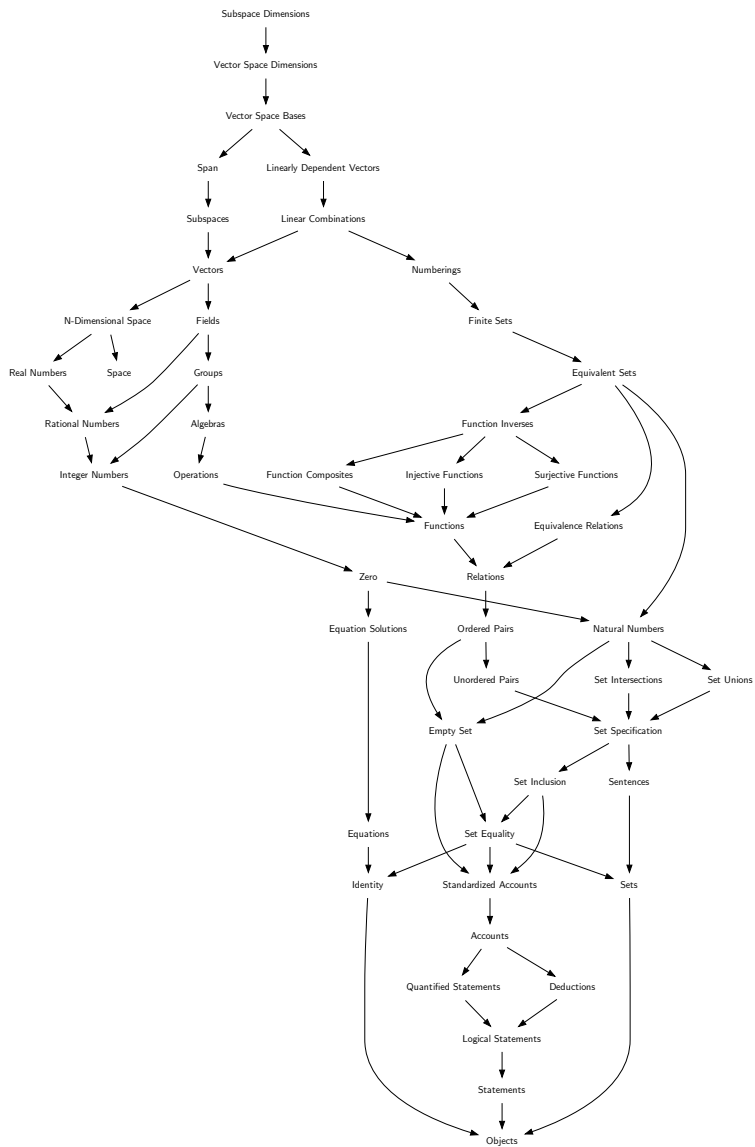 Subspace Dimensions
Vector Space Dimensions
Vector Space Bases
Span
Linearly Dependent Vectors
Subspaces
Linear Combinations
Vectors
Numberings
N-Dimensional Space
Fields
Finite Sets
Real Numbers
Space
Groups
Equivalent Sets
Rational Numbers
Algebras
Function Inverses
Integer Numbers
Operations
Function Composites
Injective Functions
Surjective Functions
Functions
Equivalence Relations
Zero
Relations
Equation Solutions
Ordered Pairs
Natural Numbers
Unordered Pairs
Set Intersections
Set Unions
Empty Set
Set Specification
Set Inclusion
Sentences
Equations
Set Equality
Identity
Standardized Accounts
Sets
Accounts
Quantified Statements
Deductions
Logical Statements
Statements
Objects